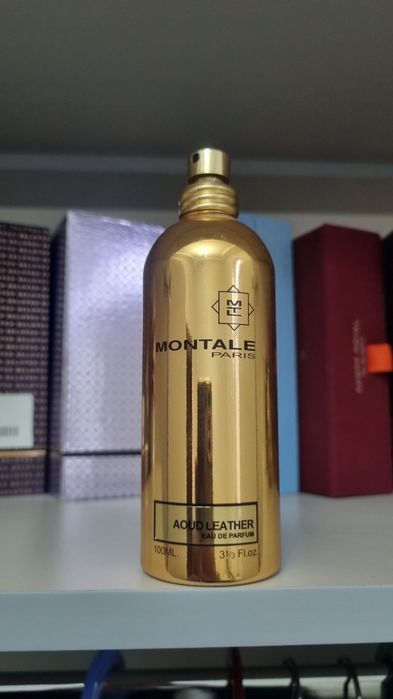 MONTALE
PARIS
AOUD LEATHER
EAU DE PARFUM
100ML. 3⅓ Fl.oz.